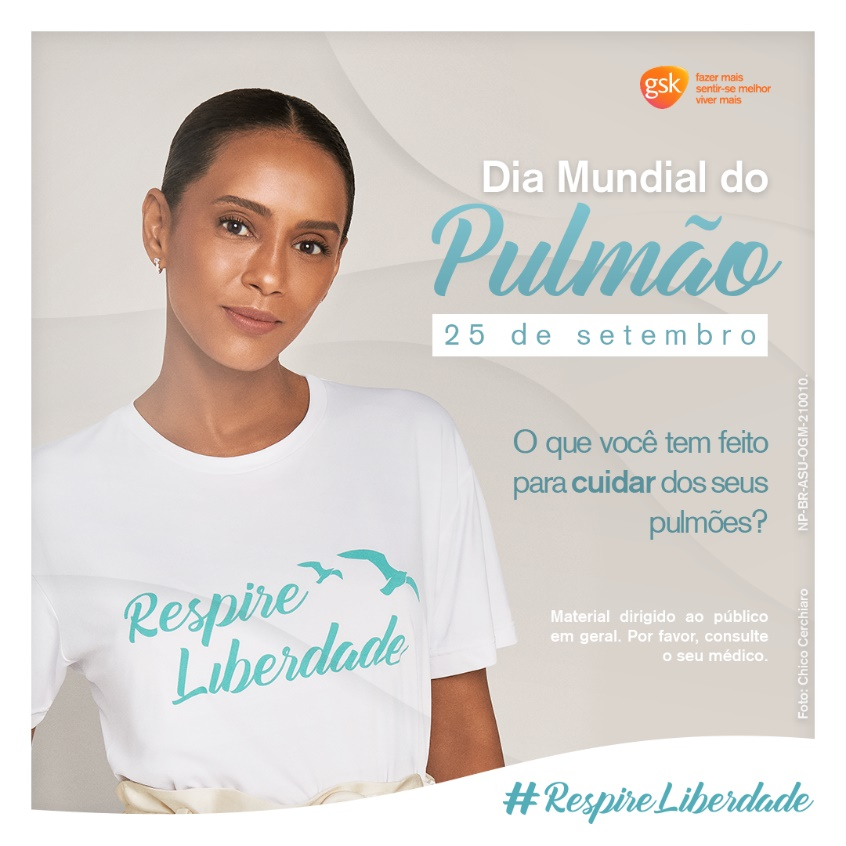 gsk
fazer mais
sentir-se melhor
viver mais
Dia Mundial do
Pulmão
25 de setembro
O que você tem feito
para cuidar dos seus
pulmões?
Respire
Liberdade
Material dirigido ao público
em geral. Por favor, consulte
o seu médico.
NP-BR-ASU-OGM-210010.
Foto: Chico Cerchiaro
#RespireLiberdade